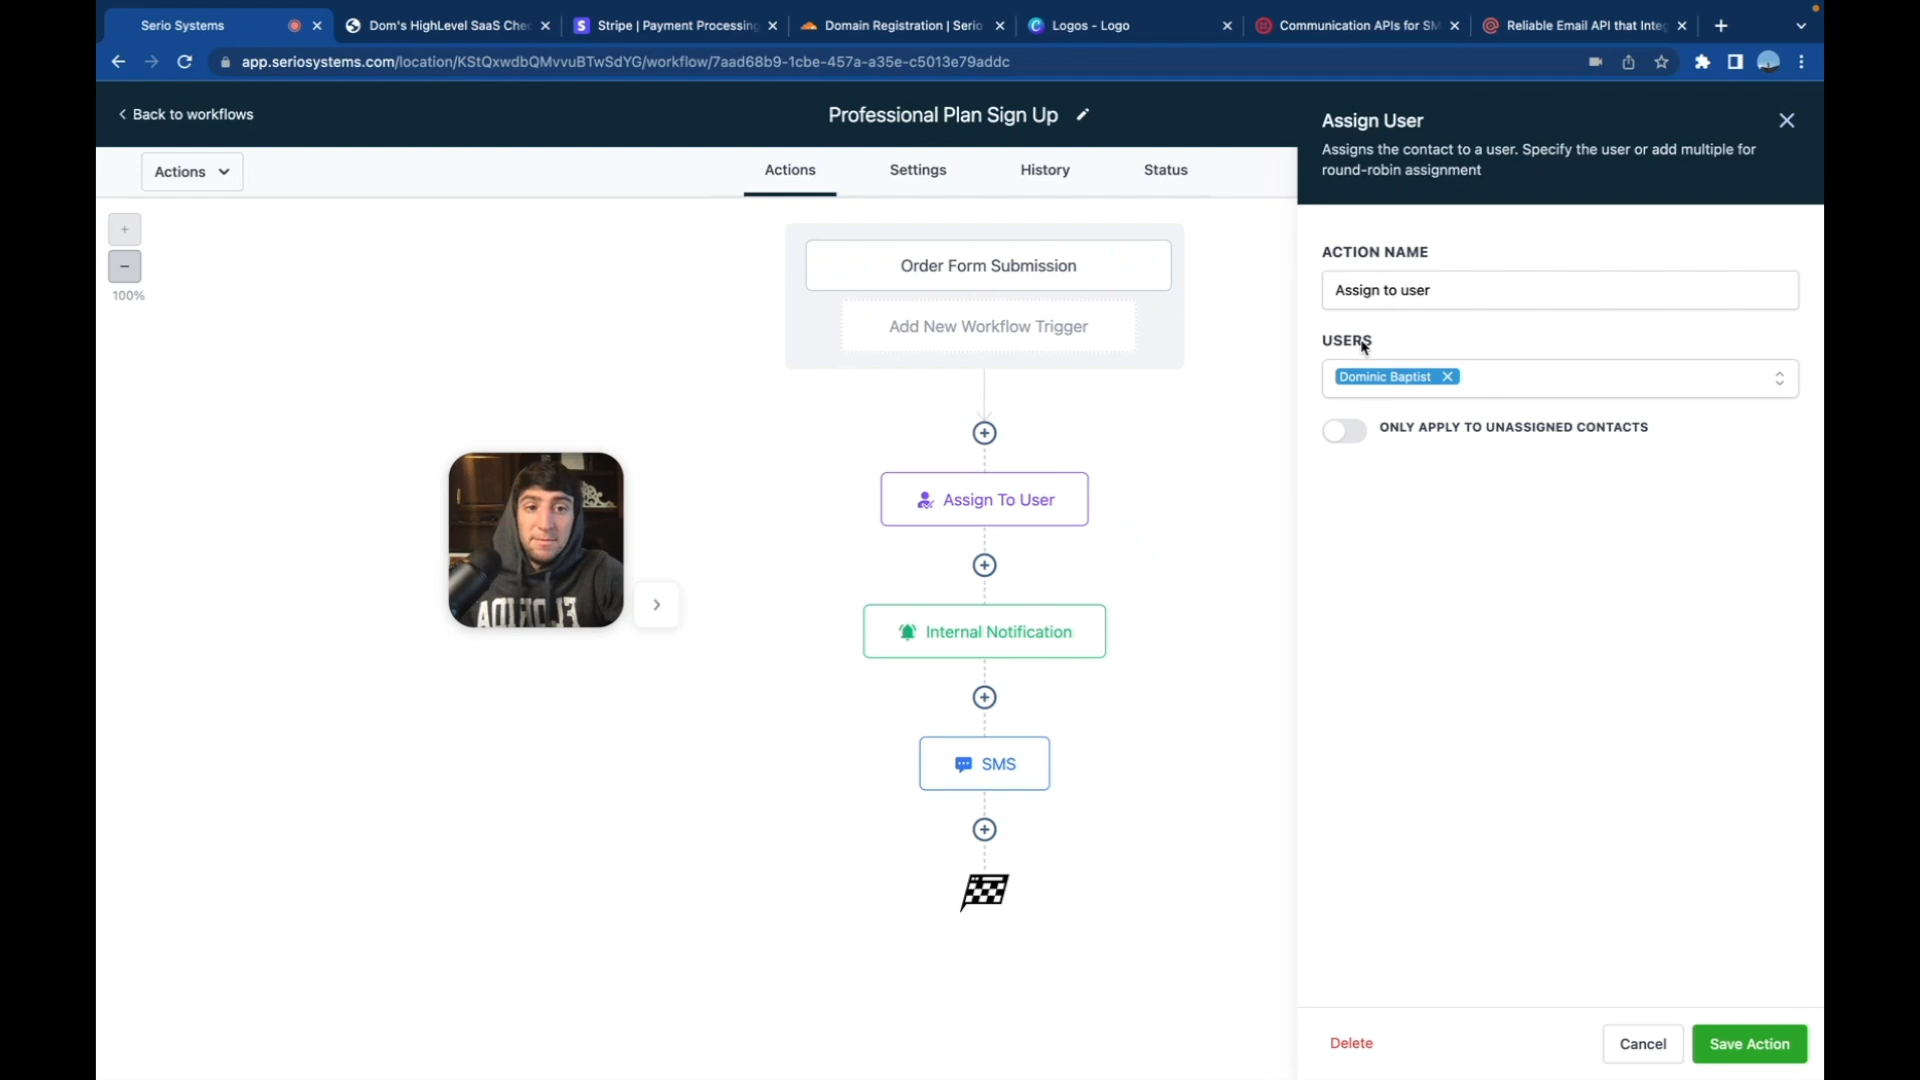 Serio Systems
Dom's HighLevel SaaS Che
Stripe | Payment Processing
Domain Registration | Serio
Logos - Logo
Communication APIs for SM
Reliable Email API that Integ
app.seriosystems.com/location/KStQxwdbQMvvuBTwSdYG/workflow/7aad68b9-1cbe-457a-a35e-c5013e79addc
Back to workflows
Professional Plan Sign Up
Actions
Actions
Settings
History
Status
+
−
100%
Order Form Submission
Add New Workflow Trigger
Assign To User
Internal Notification
SMS
Assign User
Assigns the contact to a user. Specify the user or add multiple for
round-robin assignment
ACTION NAME
Assign to user
USERS
Dominic Baptist
ONLY APPLY TO UNASSIGNED CONTACTS
Delete
Cancel
Save Action